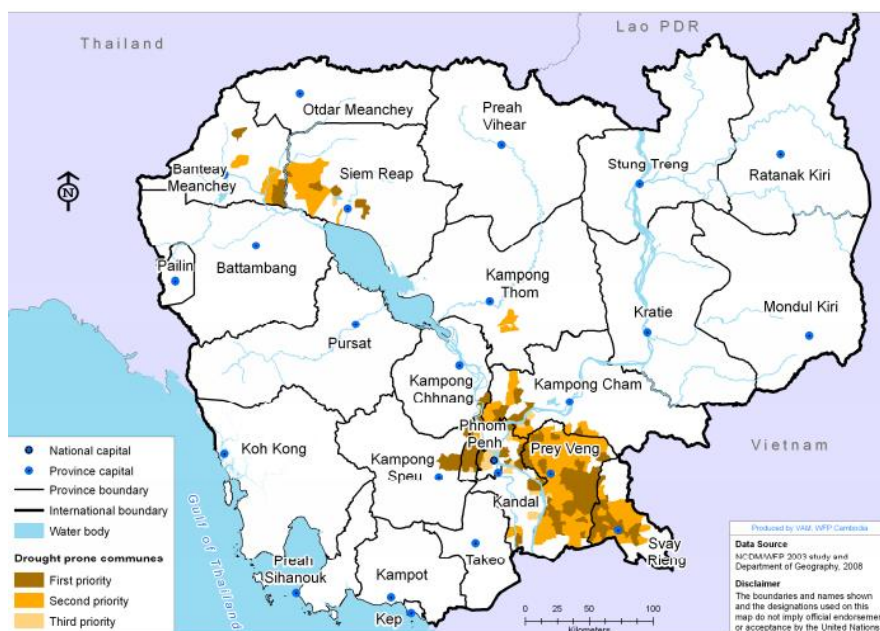 Thailand
Lao PDR
Otdar Meanchey
Preah
Vihear
Stung Treng
Ratanak Kiri
Banteay
Meanchey
Siem Reap
N
Pailin
Battambang
Kampong
Thom
Mondul Kiri
Kratie
Pursat
Kampong
Chhnang
Kampong Cham
Phnom
Penh
Prey Veng
Vietnam
Koh Kong
Kampong
Speu
Kandal
Svay
Rieng
Takeo
Preah
Sihanouk
Kampot
Kep
Gulf of Thailand
National capital
Province capital
Province boundary
International boundary
Water body
Drought prone communes
First priority
Second priority
Third priority
0 25 50 75 100
Kilometers
Produced by VAM, WFP Cambodia
Data Source
NCDM/WFP 2003 study and
Department of Geography, 2008
Disclaimer
The boundaries and names shown
and the designations used on this
map do not imply official endorsemen
or acceptance by the United Nations